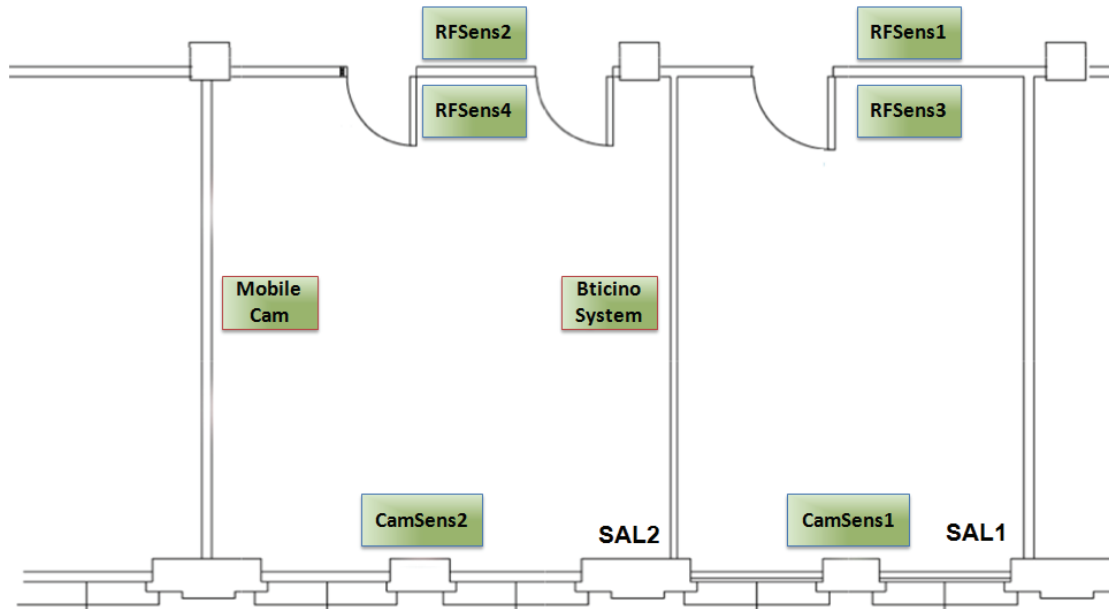 RFSens2
RFSens1
RFSens4
RFSens3
Mobile
Cam
Bticino
System
CamSens2
SAL2
CamSens1
SAL1